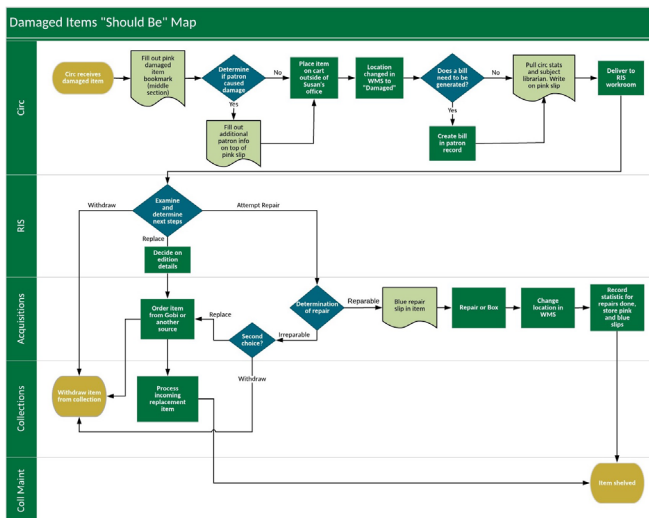 Damaged Items "Should Be" Map
Circ
Circ receives
damaged item
Fill out pink
damaged
item
bookmark
(middle
section)
Determine
if patron
caused
damage
No
Yes
Fill out
additional
patron info
on top of
pink slip
Place item
on cart
outside of
Susan's
office
Location
changed in
WMS to
"Damaged"
Does a bill
need to be
generated?
No
Yes
Create bill
in patron
record
Pull circ stats
and subject
librarian. Write
on pink slip
Deliver to
RIS
workroom
RIS
Withdraw
Examine
and
determine
next steps
Attempt Repair
Replace
Decide on
edition
details
Acquisitions
Order item
from Gobi or
another
source
Replace
Second
choice?
Irreparable
Determination
of repair
Reparable
Blue repair
slip in item
Repair or Box
Change
location in
WMS
Record
statistic for
repairs done,
store pink
and blue
slips
Withdraw
Collections
Withdraw item
from collection
Process
incoming
replacement
item
Coll Maint
Item shelved